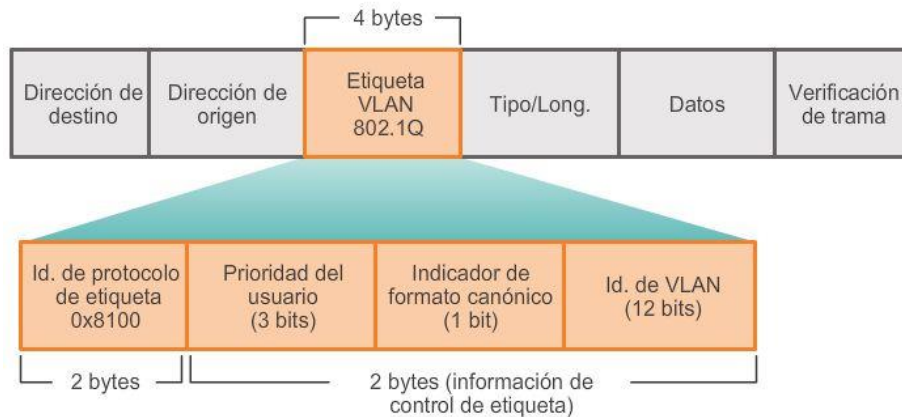 4 bytes
Dirección de
destino
Dirección de
origen
Etiqueta
VLAN
802.1Q
Tipo/Long.
Datos
Verificación
de trama
Id. de protocolo
de etiqueta
0x8100
Prioridad del
usuario
(3 bits)
Indicador de
formato canónico
(1 bit)
Id. de VLAN
(12 bits)
2 bytes
2 bytes (información de
control de etiqueta)